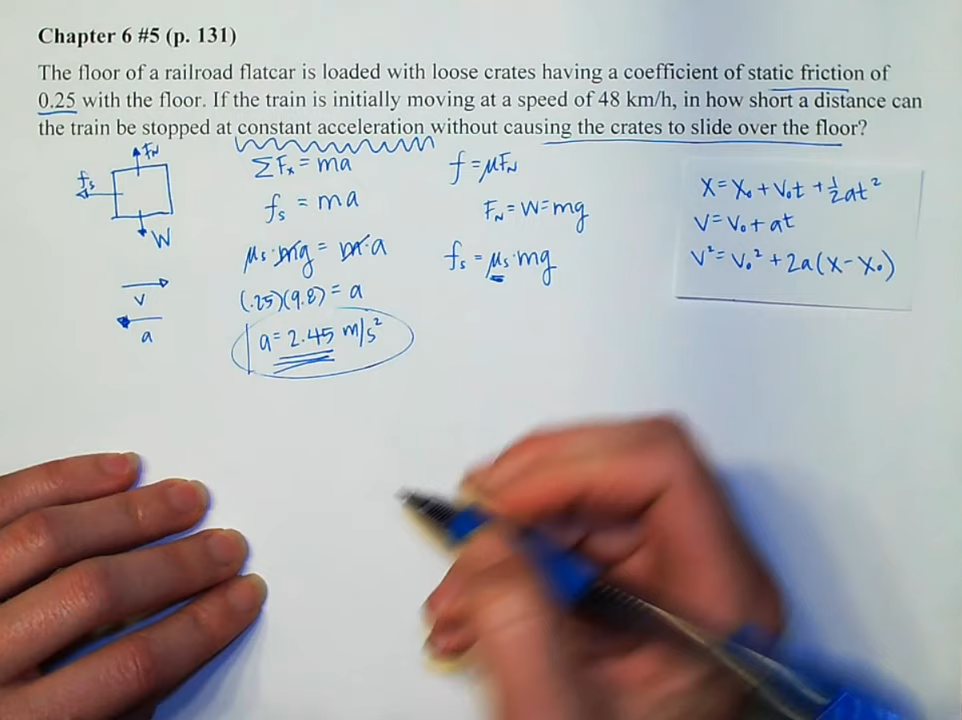 Chapter 6 #5 (p. 131)
The floor of a railroad flatcar is loaded with loose crates having a coefficient of static friction of
0.25 with the floor. If the train is initially moving at a speed of 48 km/h, in how short a distance can
the train be stopped at constant acceleration without causing the crates to slide over the floor?
FN
fs
W
v
a
ΣFx = ma
fs = ma
μs·mg = m·a
(.25)(9.8) = a
a = 2.45 m/s²
f = μFN
FN = W = mg
fs = μs·mg
X = X₀ + V₀t + ½at²
V = V₀ + at
V² = V₀² + 2a(X - X₀)